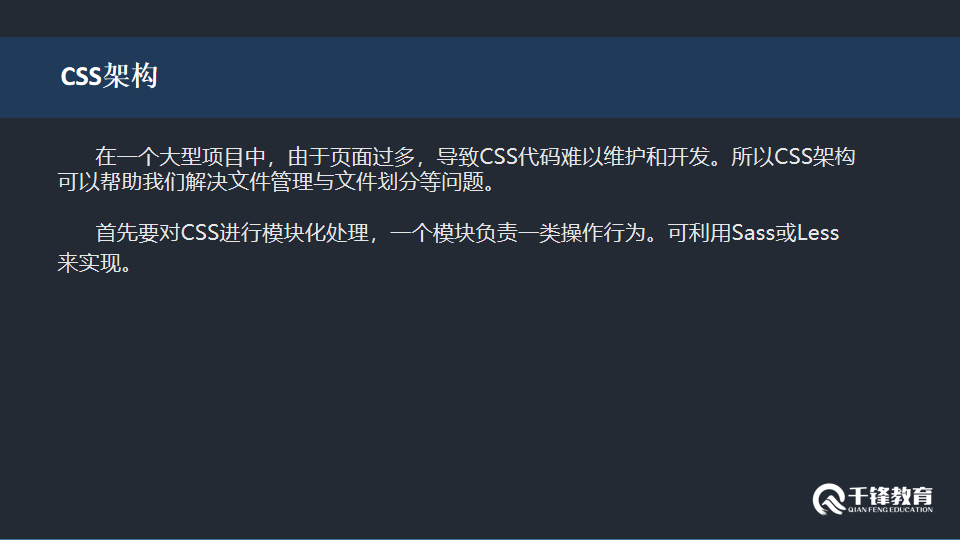 CSS架构
在一个大型项目中，由于页面过多，导致CSS代码难以维护和开发。所以CSS架构
可以帮助我们解决文件管理与文件划分等问题。
首先要对CSS进行模块化处理，一个模块负责一类操作行为。可利用Sass或Less
来实现。
千锋教育
QIAN FENG EDUCATION